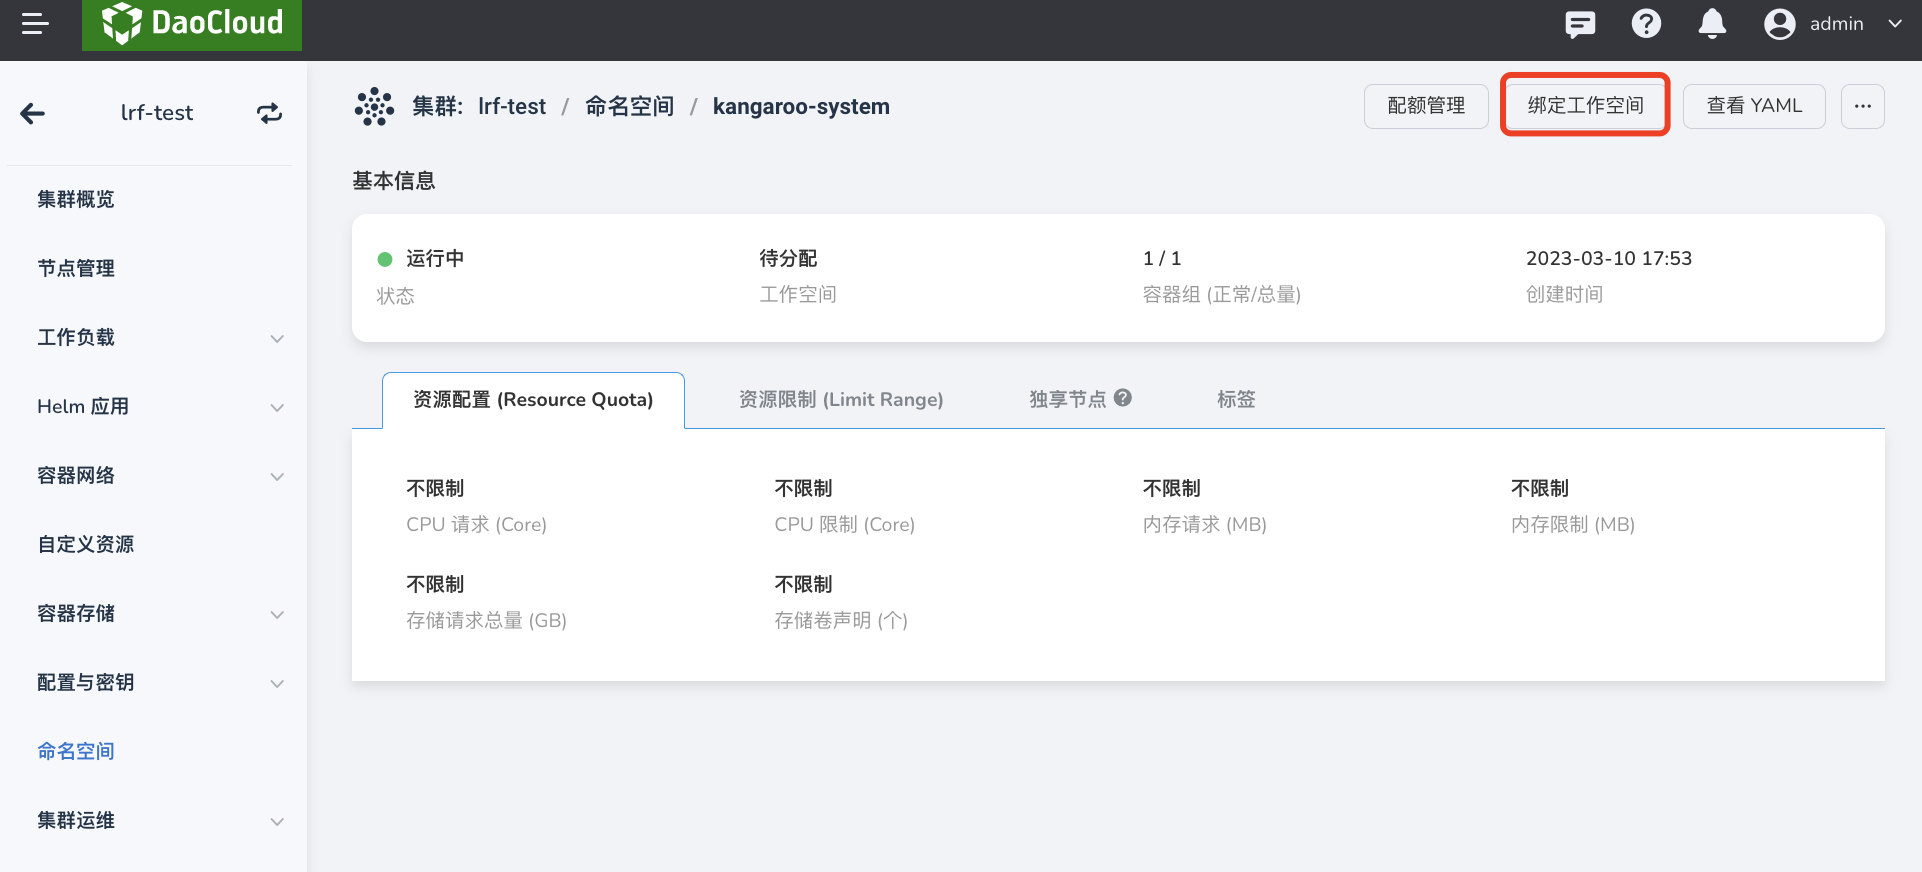 DaoCloud
admin
lrf-test
集群: lrf-test / 命名空间 / kangaroo-system
配额管理
绑定工作空间
查看 YAML
集群概览
节点管理
工作负载
Helm 应用
容器网络
自定义资源
容器存储
配置与密钥
命名空间
集群运维
基本信息
运行中
状态
待分配
工作空间
1 / 1
容器组 (正常/总量)
2023-03-10 17:53
创建时间
资源配置 (Resource Quota)
资源限制 (Limit Range)
独享节点
标签
不限制
CPU 请求 (Core)
不限制
CPU 限制 (Core)
不限制
内存请求 (MB)
不限制
内存限制 (MB)
不限制
存储请求总量 (GB)
不限制
存储卷声明 (个)